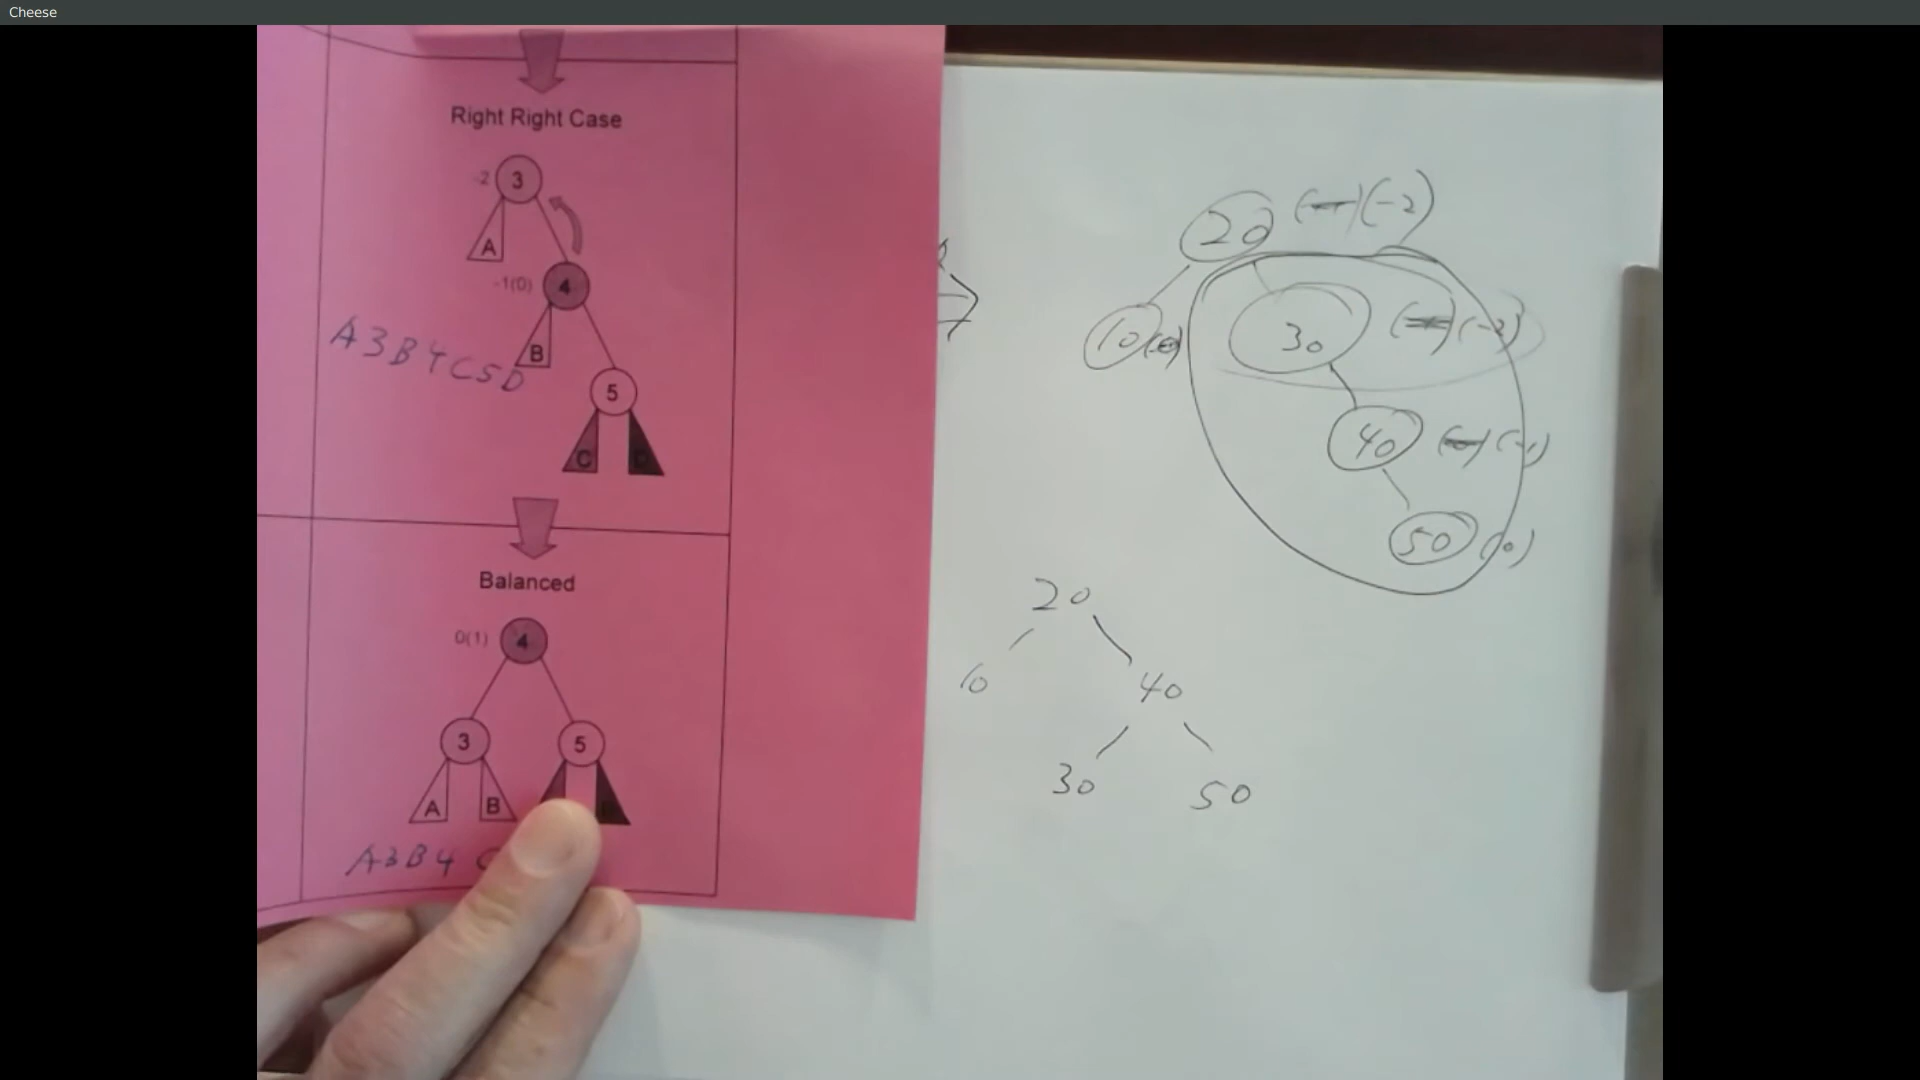 Cheese
Right Right Case
-2 3
A
-1(0) 4
B
A3B4C5D
5
C D
Balanced
0(1) 4
3 5
A B
A3B4 C
20 (-2)
10
30 (-2)
40 (-1)
50 (0)
20
10 40
30 50